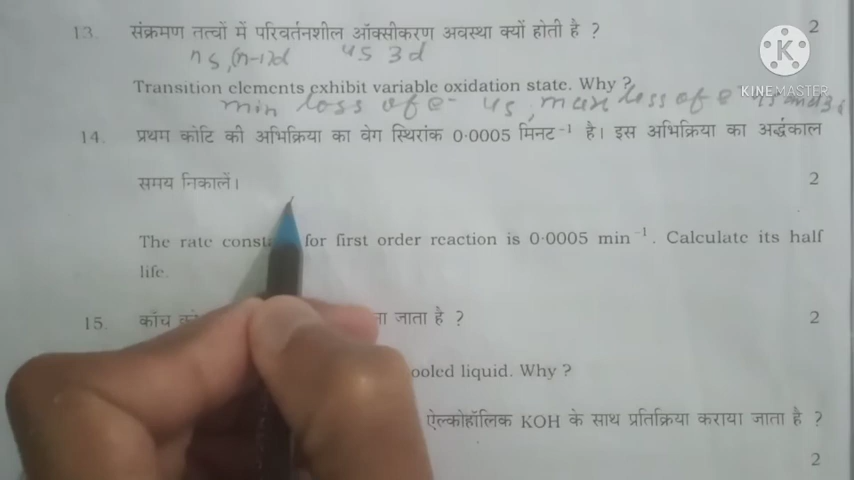 13. संक्रमण तत्वों में परिवर्तनशील ऑक्सीकरण अवस्था क्यों होती है ? 2
ns, (n-1)d 4s 3d
KINEMASTER
Transition elements exhibit variable oxidation state. Why ?
min loss of e- 4s, max loss of e-
14. प्रथम कोटि की अभिक्रिया का वेग स्थिरांक 0·0005 मिनट⁻¹ है। इस अभिक्रिया का अर्द्धकाल
समय निकालें। 2
The rate for first order reaction is 0·0005 min⁻¹. Calculate its half
life.
15. काँच जाता है ? 2
liquid. Why ?
ऐल्कोहॉलिक KOH के साथ प्रतिक्रिया कराया जाता है ?
2